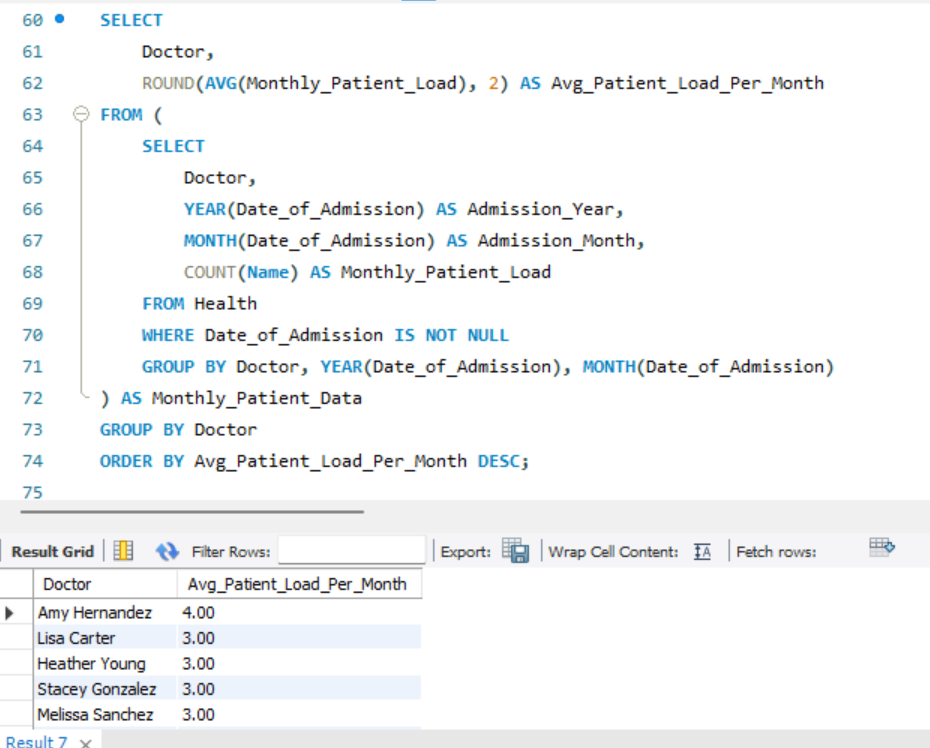 60 SELECT
61 Doctor,
62 ROUND(AVG(Monthly_Patient_Load), 2) AS Avg_Patient_Load_Per_Month
63 FROM (
64 SELECT
65 Doctor,
66 YEAR(Date_of_Admission) AS Admission_Year,
67 MONTH(Date_of_Admission) AS Admission_Month,
68 COUNT(Name) AS Monthly_Patient_Load
69 FROM Health
70 WHERE Date_of_Admission IS NOT NULL
71 GROUP BY Doctor, YEAR(Date_of_Admission), MONTH(Date_of_Admission)
72 ) AS Monthly_Patient_Data
73 GROUP BY Doctor
74 ORDER BY Avg_Patient_Load_Per_Month DESC;
75
Result Grid Filter Rows: Export: Wrap Cell Content: IA Fetch rows:
Doctor Avg_Patient_Load_Per_Month
Amy Hernandez 4.00
Lisa Carter 3.00
Heather Young 3.00
Stacey Gonzalez 3.00
Melissa Sanchez 3.00
Result 7 ×